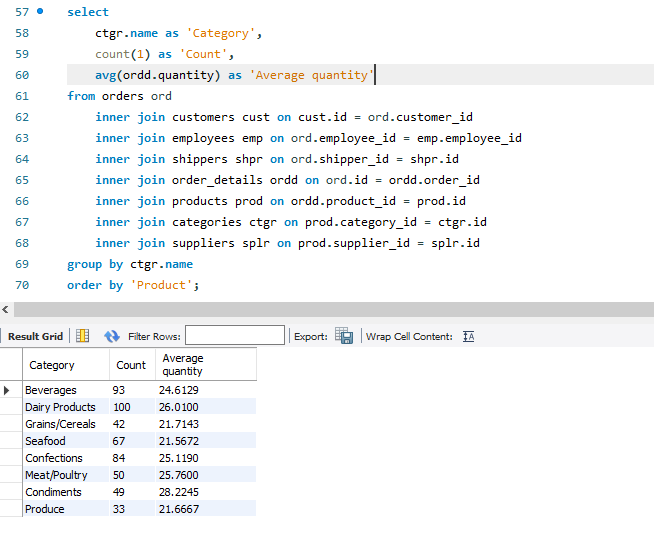 57 select
58 ctgr.name as 'Category',
59 count(1) as 'Count',
60 avg(ordd.quantity) as 'Average quantity'
61 from orders ord
62 inner join customers cust on cust.id = ord.customer_id
63 inner join employees emp on ord.employee_id = emp.employee_id
64 inner join shippers shpr on ord.shipper_id = shpr.id
65 inner join order_details ordd on ord.id = ordd.order_id
66 inner join products prod on ordd.product_id = prod.id
67 inner join categories ctgr on prod.category_id = ctgr.id
68 inner join suppliers splr on prod.supplier_id = splr.id
69 group by ctgr.name
70 order by 'Product';
Result Grid Filter Rows: Export: Wrap Cell Content:
Category Count Average quantity
Beverages 93 24.6129
Dairy Products 100 26.0100
Grains/Cereals 42 21.7143
Seafood 67 21.5672
Confections 84 25.1190
Meat/Poultry 50 25.7600
Condiments 49 28.2245
Produce 33 21.6667